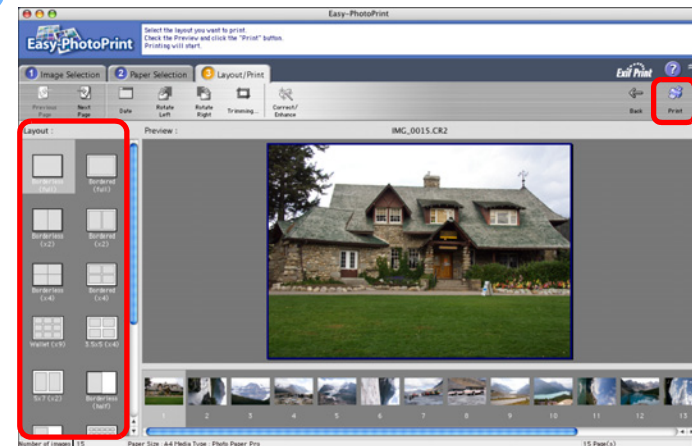 Easy-PhotoPrint
Easy-PhotoPrint
Select the layout you want to print.
Check the Preview and click the "Print" button.
Printing will start.
1 Image Selection
2 Paper Selection
3 Layout/Print
Exif Print
?
Previous Page
Next Page
Date
Rotate Left
Rotate Right
Trimming...
Correct/ Enhance
Back
Print
Layout :
Preview :
IMG_0015.CR2
Borderless (full)
Bordered (full)
Borderless (x2)
Bordered (x2)
Borderless (x4)
Bordered (x4)
Wallet (x9)
3.5x5 (x4)
5x7 (x2)
Borderless (half)
1 2 3 4 5 6 7 8 9 10 11 12 13
Number of images 15
Paper Size : A4 Media Type : Photo Paper Pro
15 Page(s)